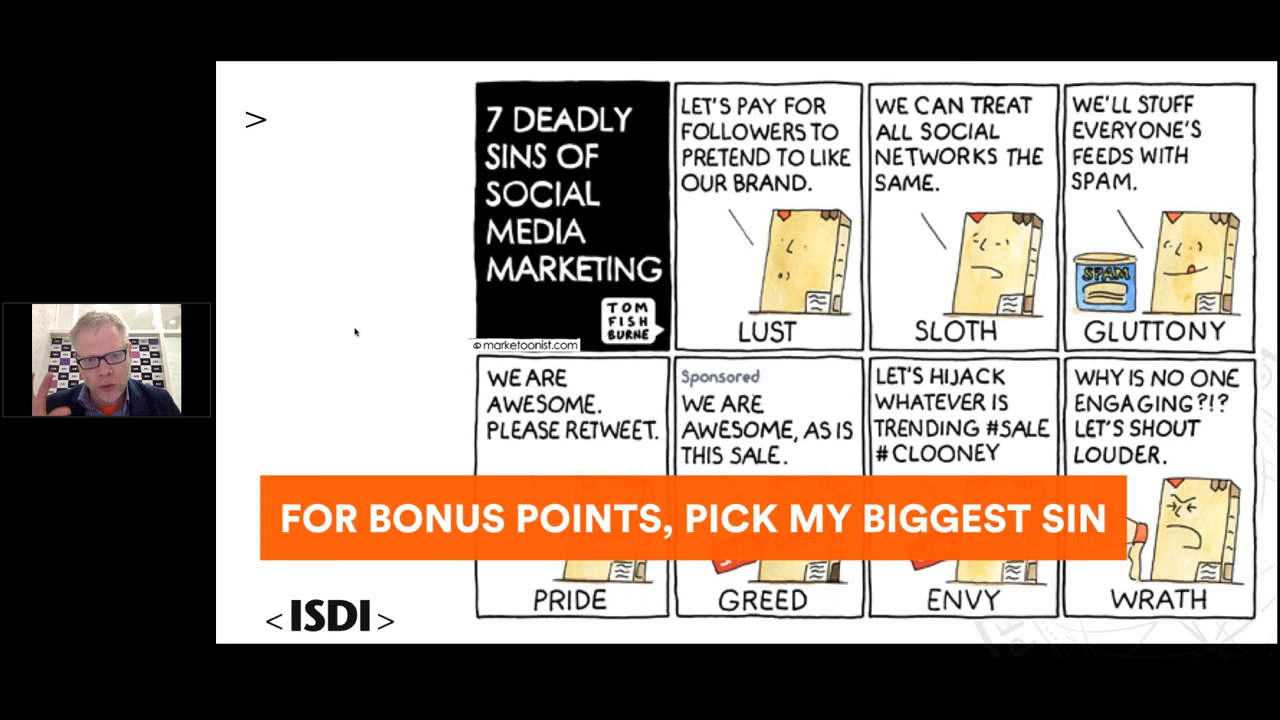 >
7 DEADLY
SINS OF
SOCIAL
MEDIA
MARKETING
TOM
FISH
BURNE
© marketoonist.com
LET'S PAY FOR
FOLLOWERS TO
PRETEND TO LIKE
OUR BRAND.
LUST
WE CAN TREAT
ALL SOCIAL
NETWORKS THE
SAME.
SLOTH
WE'LL STUFF
EVERYONE'S
FEEDS WITH
SPAM.
SPAM
GLUTTONY
WE ARE
AWESOME.
PLEASE RETWEET.
PRIDE
Sponsored
WE ARE
AWESOME, AS IS
THIS SALE.
GREED
LET'S HIJACK
WHATEVER IS
TRENDING #SALE
#CLOONEY
ENVY
WHY IS NO ONE
ENGAGING?!?
LET'S SHOUT
LOUDER.
WRATH
FOR BONUS POINTS, PICK MY BIGGEST SIN
<ISDI>